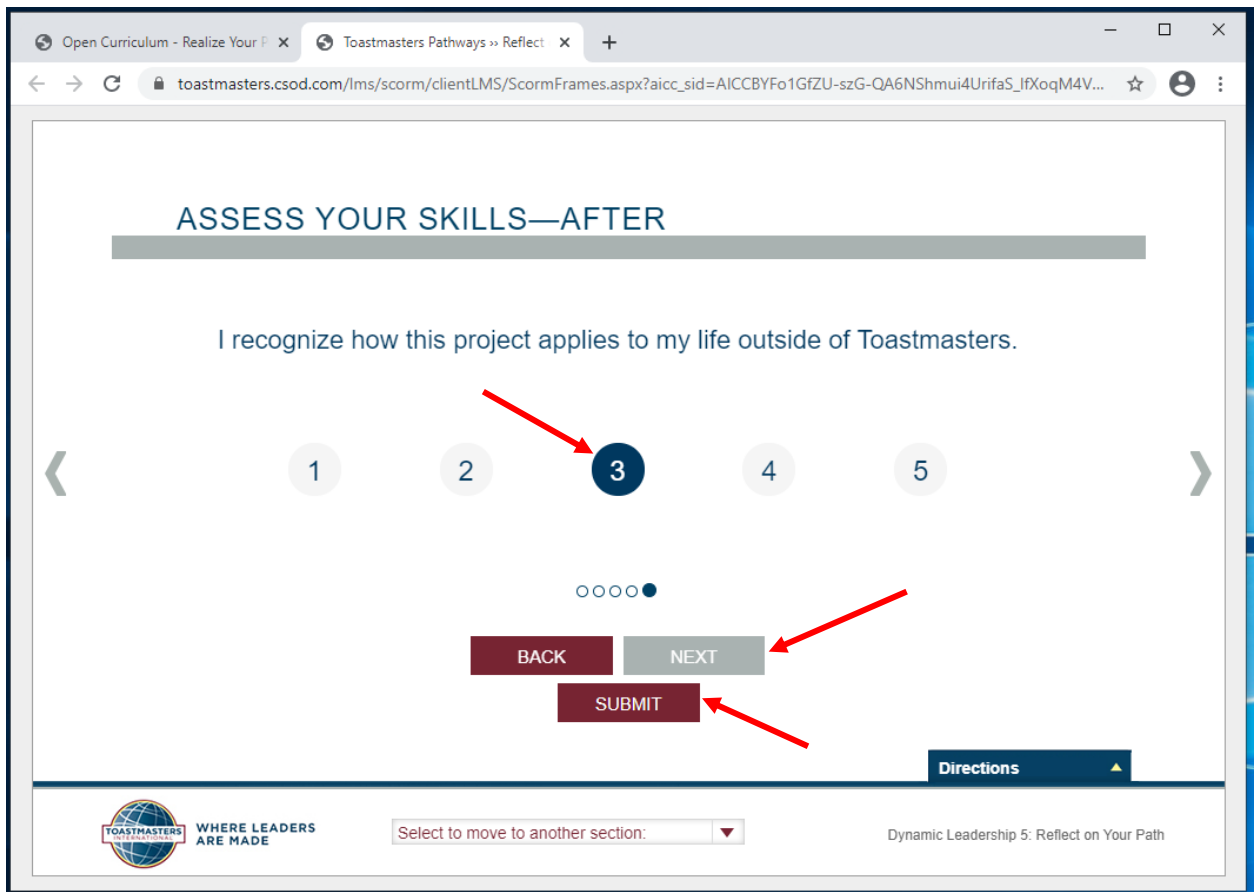 Open Curriculum - Realize Your P
Toastmasters Pathways ›› Reflect
toastmasters.csod.com/lms/scorm/clientLMS/ScormFrames.aspx?aicc_sid=AICCBYFo1GfZU-szG-QA6NShmui4UrifaS_IfXoqM4V...
ASSESS YOUR SKILLS—AFTER
I recognize how this project applies to my life outside of Toastmasters.
1 2 3 4 5
BACK NEXT
SUBMIT
Directions
TOASTMASTERS
INTERNATIONAL
WHERE LEADERS
ARE MADE
Select to move to another section:
Dynamic Leadership 5: Reflect on Your Path